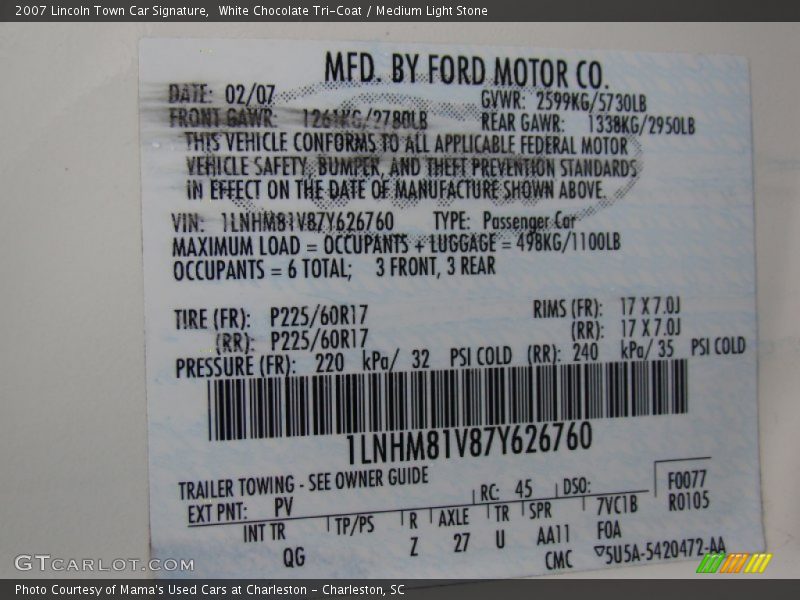 2007 Lincoln Town Car Signature, White Chocolate Tri-Coat / Medium Light Stone
MFD. BY FORD MOTOR CO.
DATE: 02/07 GVWR: 2599KG/5730LB
FRONT GAWR: 1261KG/2780LB REAR GAWR: 1338KG/2950LB
THIS VEHICLE CONFORMS TO ALL APPLICABLE FEDERAL MOTOR
VEHICLE SAFETY, BUMPER, AND THEFT PREVENTION STANDARDS
IN EFFECT ON THE DATE OF MANUFACTURE SHOWN ABOVE.
VIN: 1LNHM81V87Y626760 TYPE: Passenger Car
MAXIMUM LOAD = OCCUPANTS + LUGGAGE = 498KG/1100LB
OCCUPANTS = 6 TOTAL; 3 FRONT, 3 REAR
TIRE (FR): P225/60R17 RIMS (FR): 17 X 7.0J
(RR): P225/60R17 (RR): 17 X 7.0J
PRESSURE (FR): 220 kPa/ 32 PSI COLD (RR): 240 kPa/ 35 PSI COLD
1LNHM81V87Y626760
TRAILER TOWING - SEE OWNER GUIDE
EXT PNT: PV RC: 45 DSO: F0077
R0105
INT TR TP/PS R AXLE TR SPR 7VC1B
QG Z 27 U AA11 F0A
CMC ▽5U5A-5420472-AA
GTCarlot.com
Photo Courtesy of Mama's Used Cars at Charleston - Charleston, SC